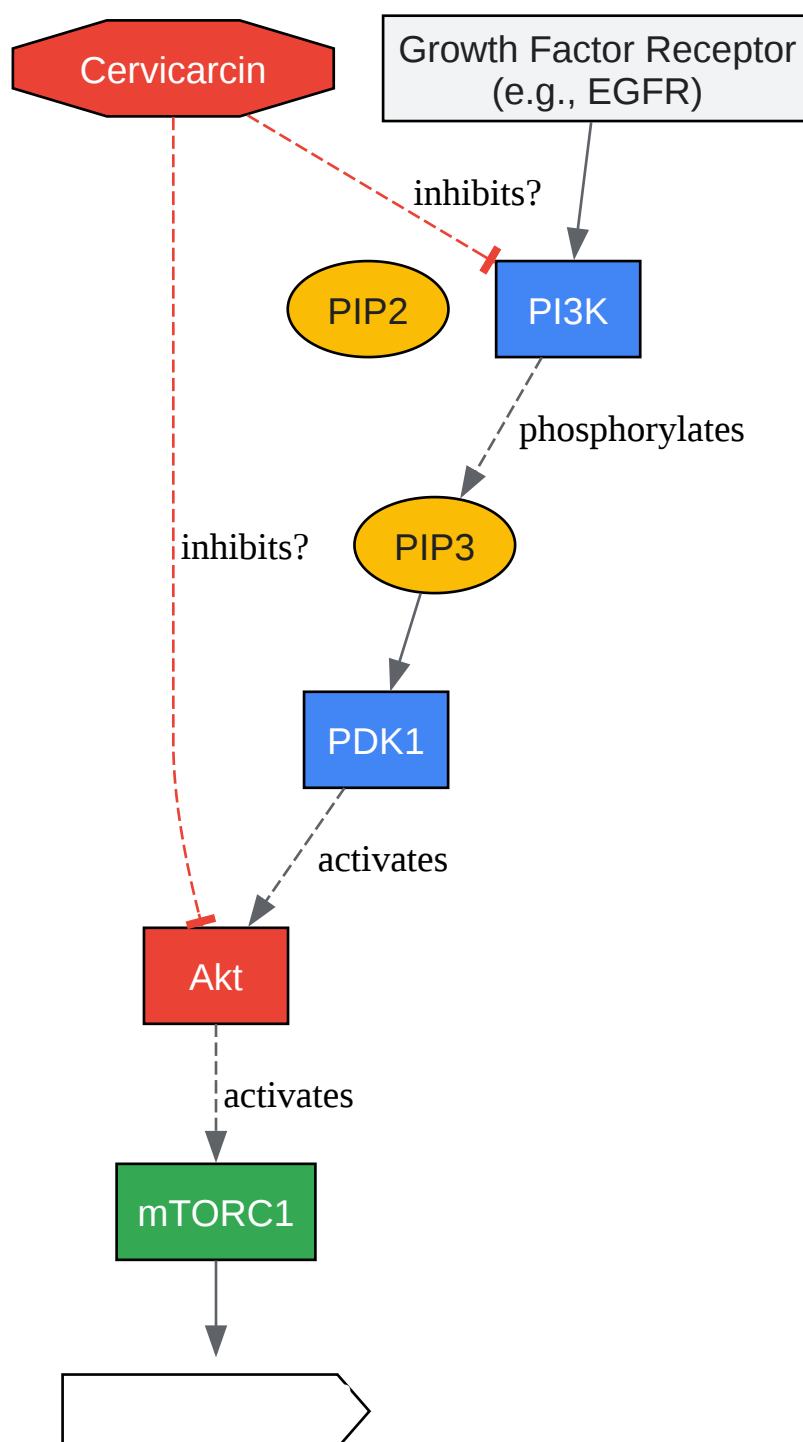 Cervicarcin
Growth Factor Receptor
(e.g., EGFR)
inhibits?
PIP2
PI3K
phosphorylates
inhibits?
PIP3
PDK1
activates
Akt
activates
mTORC1